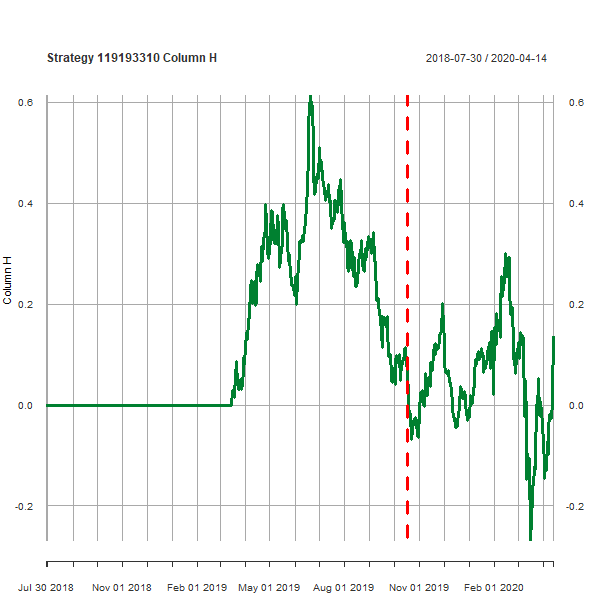 Strategy 119193310 Column H
2018-07-30 / 2020-04-14
Column H
0.6
0.6
0.4
0.4
0.2
0.2
0.0
0.0
-0.2
-0.2
Jul 30 2018
Nov 01 2018
Feb 01 2019
May 01 2019
Aug 01 2019
Nov 01 2019
Feb 01 2020